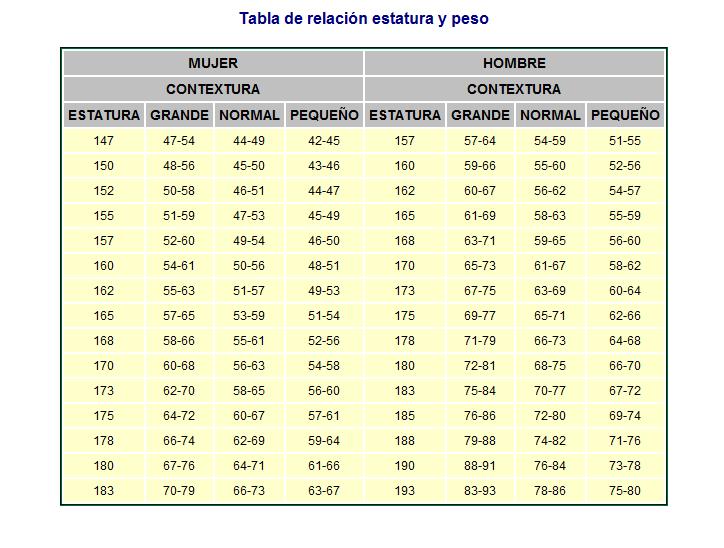 Tabla de relación estatura y peso
MUJER HOMBRE
CONTEXTURA CONTEXTURA
ESTATURA GRANDE NORMAL PEQUEÑO ESTATURA GRANDE NORMAL PEQUEÑO
147 47-54 44-49 42-45 157 57-64 54-59 51-55
150 48-56 45-50 43-46 160 59-66 55-60 52-56
152 50-58 46-51 44-47 162 60-67 56-62 54-57
155 51-59 47-53 45-49 165 61-69 58-63 55-59
157 52-60 49-54 46-50 168 63-71 59-65 56-60
160 54-61 50-56 48-51 170 65-73 61-67 58-62
162 55-63 51-57 49-53 173 67-75 63-69 60-64
165 57-65 53-59 51-54 175 69-77 65-71 62-66
168 58-66 55-61 52-56 178 71-79 66-73 64-68
170 60-68 56-63 54-58 180 72-81 68-75 66-70
173 62-70 58-65 56-60 183 75-84 70-77 67-72
175 64-72 60-67 57-61 185 76-86 72-80 69-74
178 66-74 62-69 59-64 188 79-88 74-82 71-76
180 67-76 64-71 61-66 190 88-91 76-84 73-78
183 70-79 66-73 63-67 193 83-93 78-86 75-80